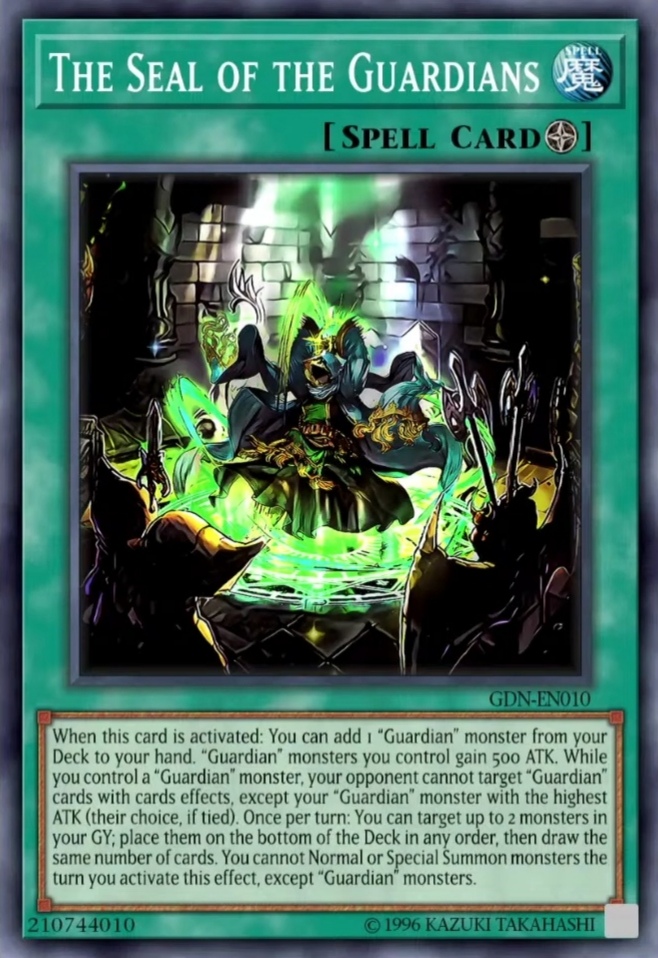 THE SEAL OF THE GUARDIANS
SPELL
魔
[SPELL CARD]
GDN-EN010
When this card is activated: You can add 1 “Guardian” monster from your
Deck to your hand. “Guardian” monsters you control gain 500 ATK. While
you control a “Guardian” monster, your opponent cannot target “Guardian”
cards with cards effects, except your “Guardian” monster with the highest
ATK (their choice, if tied). Once per turn: You can target up to 2 monsters in
your GY; place them on the bottom of the Deck in any order, then draw the
same number of cards. You cannot Normal or Special Summon monsters the
turn you activate this effect, except “Guardian” monsters.
210744010
© 1996 KAZUKI TAKAHASHI